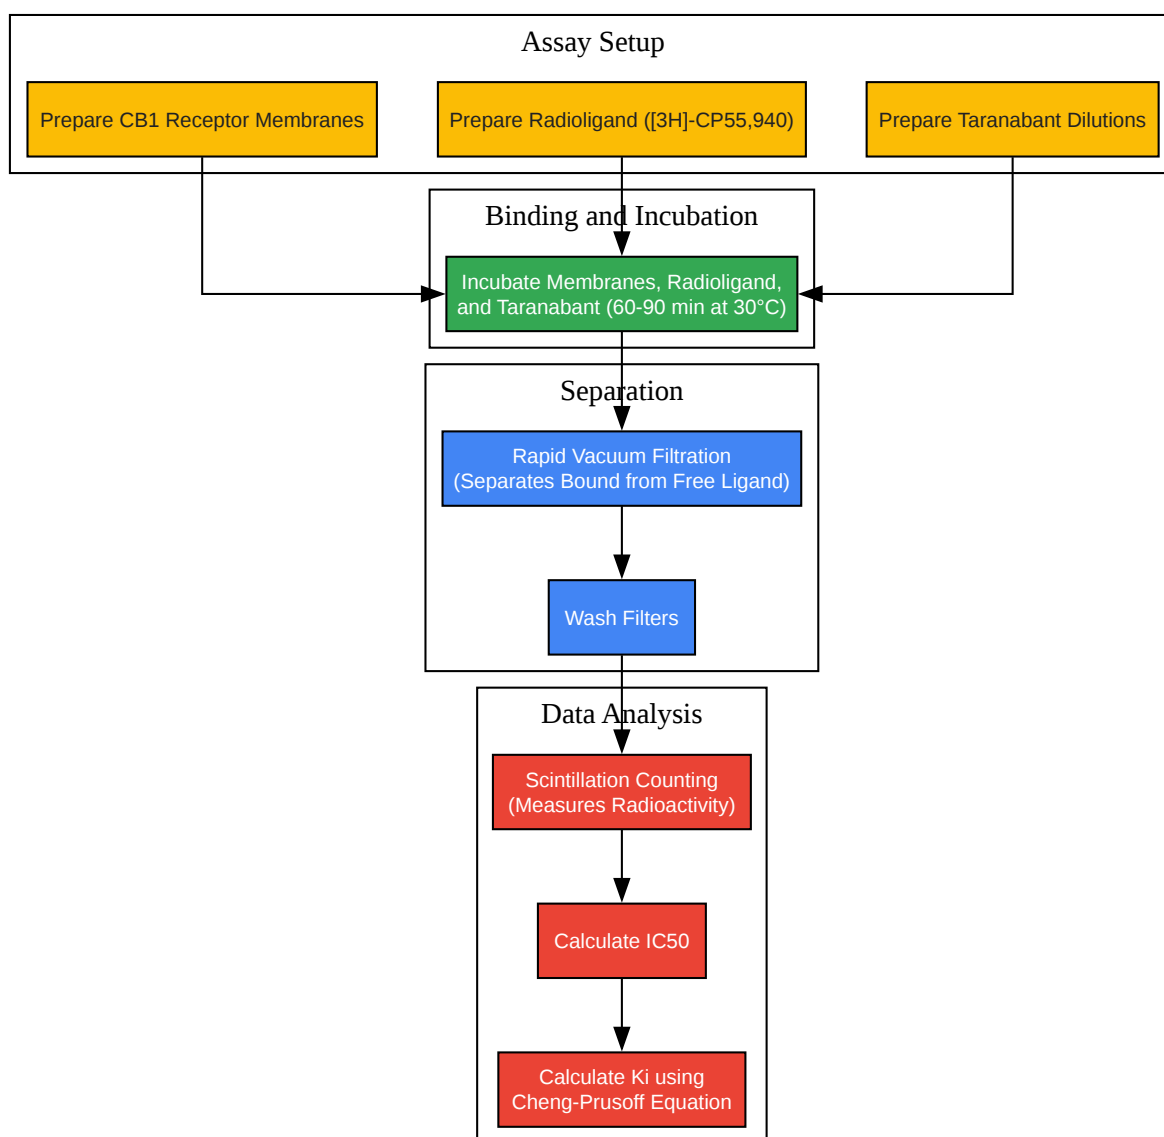 Assay Setup
Prepare CB1 Receptor Membranes
Prepare Radioligand ([3H]-CP55,940)
Prepare Taranabant Dilutions
Binding and Incubation
Incubate Membranes, Radioligand,
and Taranabant (60-90 min at 30°C)
Separation
Rapid Vacuum Filtration
(Separates Bound from Free Ligand)
Wash Filters
Data Analysis
Scintillation Counting
(Measures Radioactivity)
Calculate IC50
Calculate Ki using
Cheng-Prusoff Equation